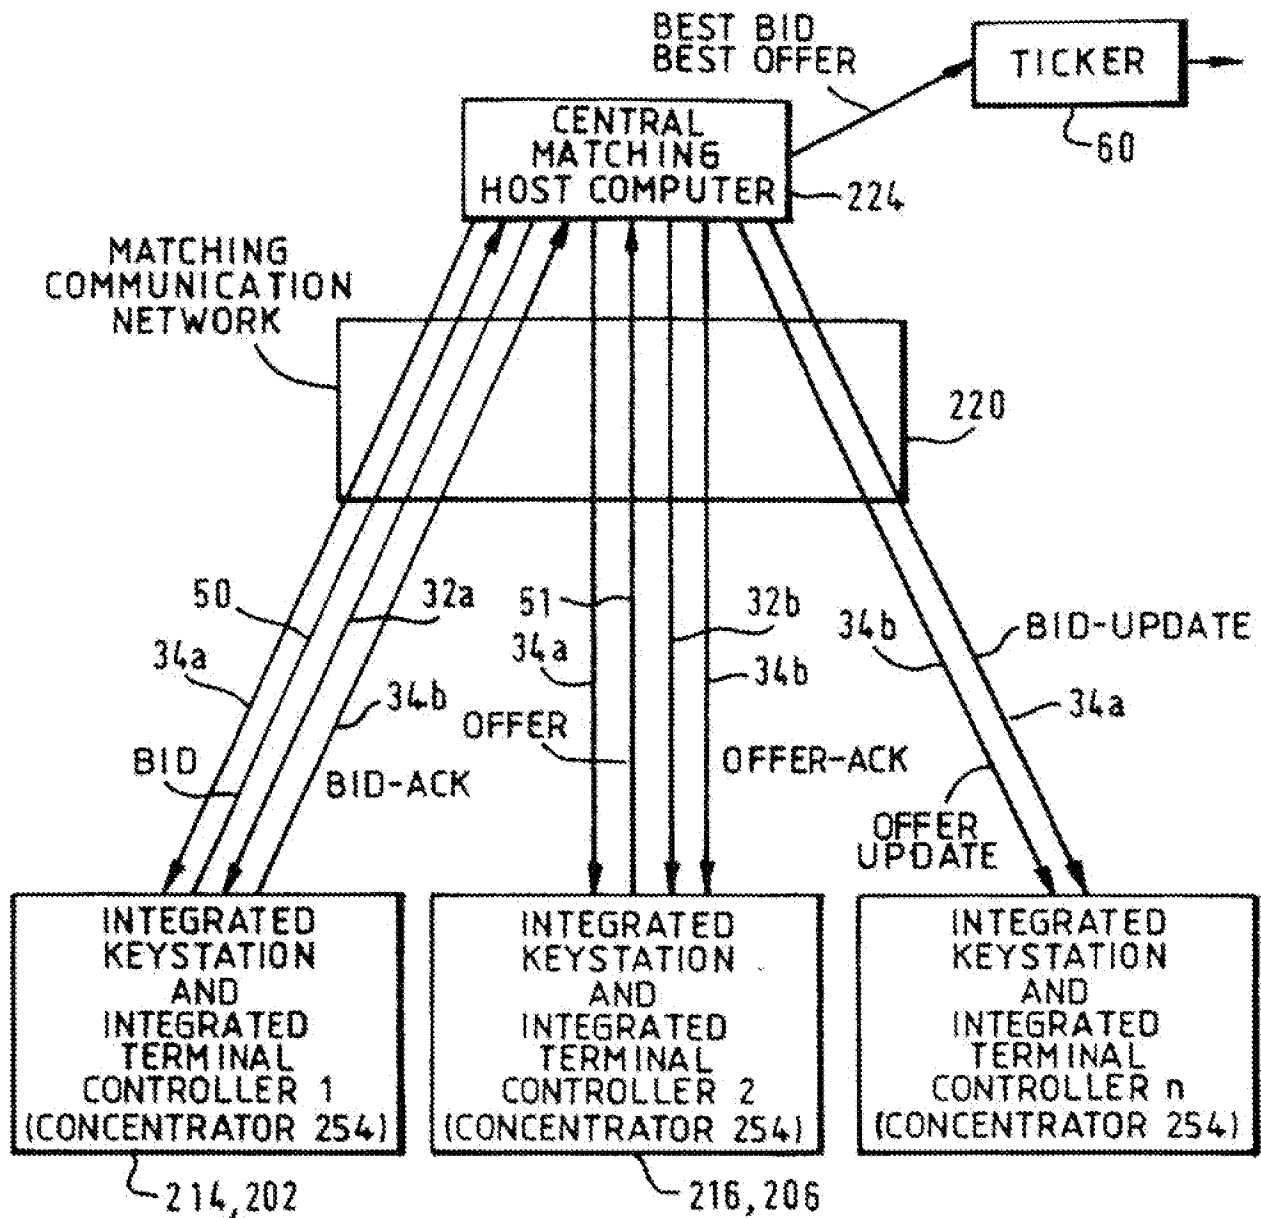 BEST BID
BEST OFFER
TICKER
60
CENTRAL
MATCHING
HOST COMPUTER
224
MATCHING
COMMUNICATION
NETWORK
220
50
32a
34a
34b
BID
BID-ACK
51
34a
32b
34b
OFFER
OFFER-ACK
34b
BID-UPDATE
34a
OFFER
UPDATE
INTEGRATED
KEYSTATION
AND
INTEGRATED
TERMINAL
CONTROLLER 1
(CONCENTRATOR 254)
214,202
INTEGRATED
KEYSTATION
AND
INTEGRATED
TERMINAL
CONTROLLER 2
(CONCENTRATOR 254)
216,206
INTEGRATED
KEYSTATION
AND
INTEGRATED
TERMINAL
CONTROLLER n
(CONCENTRATOR 254)